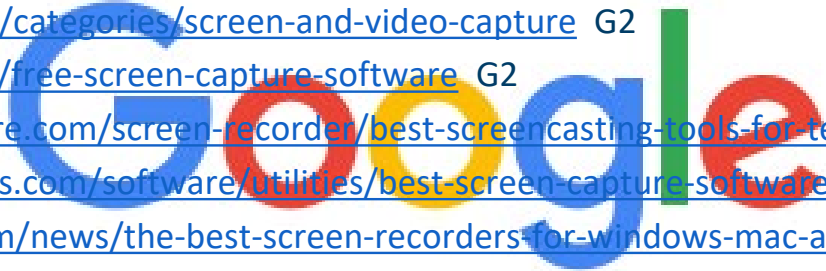 /categories/screen-and-video-capture G2
/free-screen-capture-software G2
re.com/screen-recorder/best-screencasting-tools-for-te
s.com/software/utilities/best-screen-capture-software
m/news/the-best-screen-recorders-for-windows-mac-a
Google